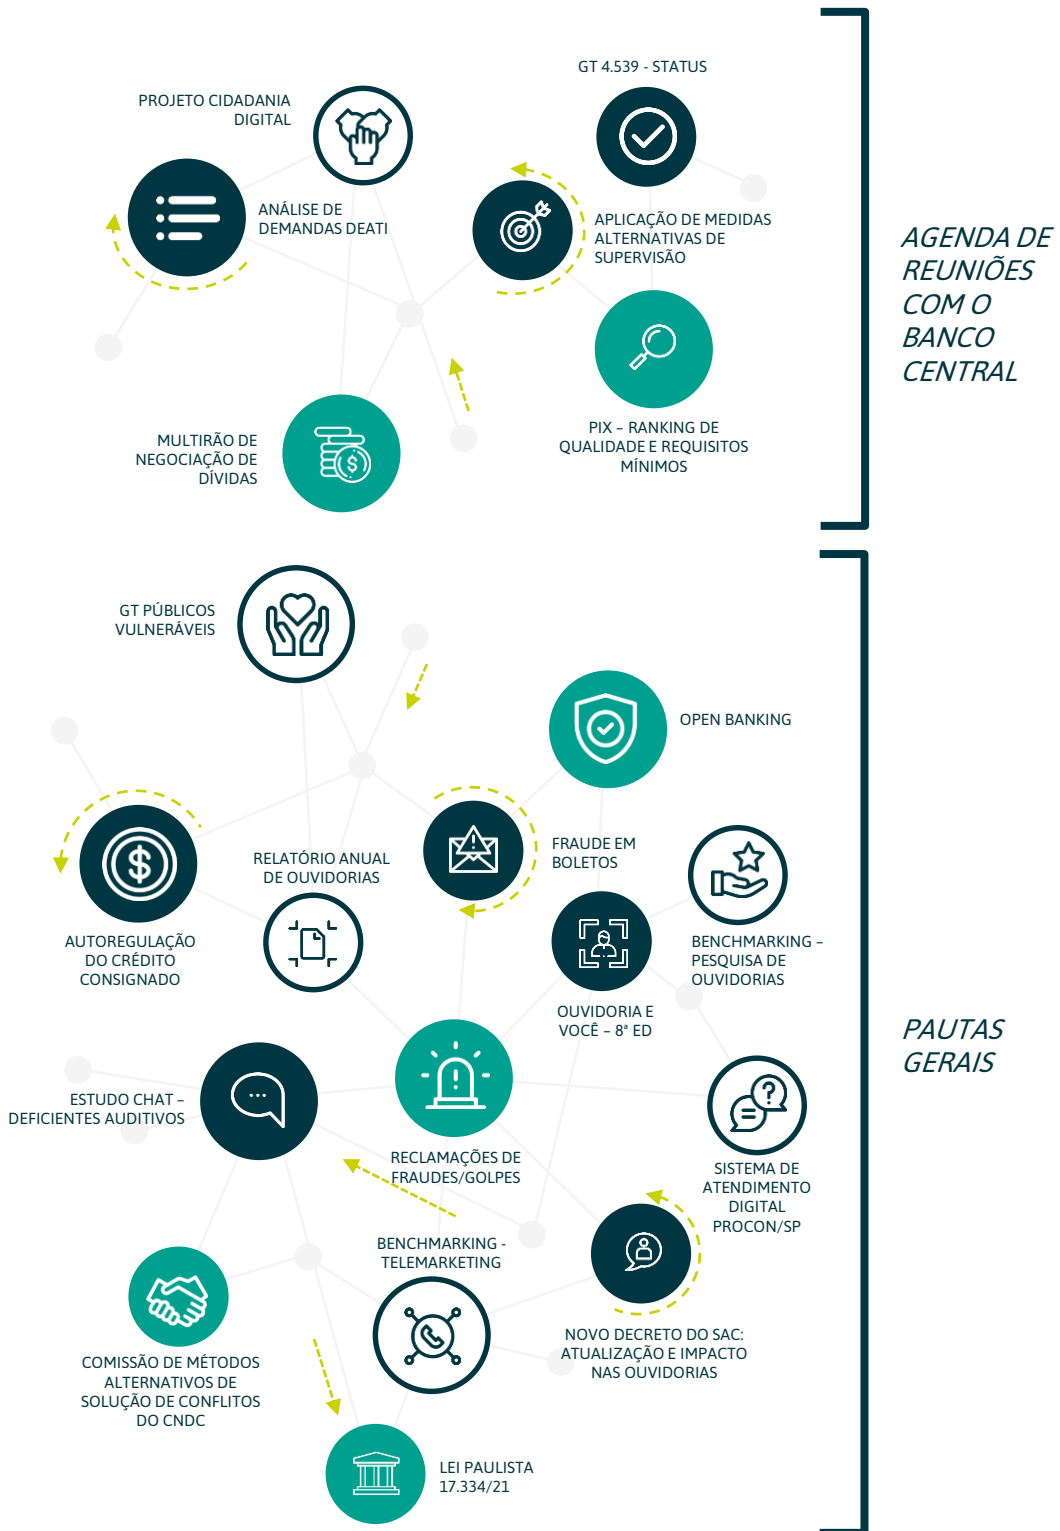 GT 4.539 - STATUS
PROJETO CIDADANIA
DIGITAL
ANÁLISE DE
DEMANDAS DEATI
APLICAÇÃO DE MEDIDAS
ALTERNATIVAS DE
SUPERVISÃO
AGENDA DE
REUNIÕES
COM O
BANCO
CENTRAL
MULTIRÃO DE
NEGOCIAÇÃO DE
DÍVIDAS
PIX – RANKING DE
QUALIDADE E REQUISITOS
MÍNIMOS
GT PÚBLICOS
VULNERÁVEIS
OPEN BANKING
FRAUDE EM
BOLETOS
RELATÓRIO ANUAL
DE OUVIDORIAS
AUTOREGULAÇÃO
DO CRÉDITO
CONSIGNADO
BENCHMARKING –
PESQUISA DE
OUVIDORIAS
OUVIDORIA E
VOCÊ – 8ª ED
PAUTAS
GERAIS
ESTUDO CHAT –
DEFICIENTES AUDITIVOS
RECLAMAÇÕES DE
FRAUDES/GOLPES
SISTEMA DE
ATENDIMENTO
DIGITAL
PROCON/SP
BENCHMARKING -
TELEMARKETING
NOVO DECRETO DO SAC:
ATUALIZAÇÃO E IMPACTO
NAS OUVIDORIAS
COMISSÃO DE MÉTODOS
ALTERNATIVOS DE
SOLUÇÃO DE CONFLITOS
DO CNDC
LEI PAULISTA
17.334/21